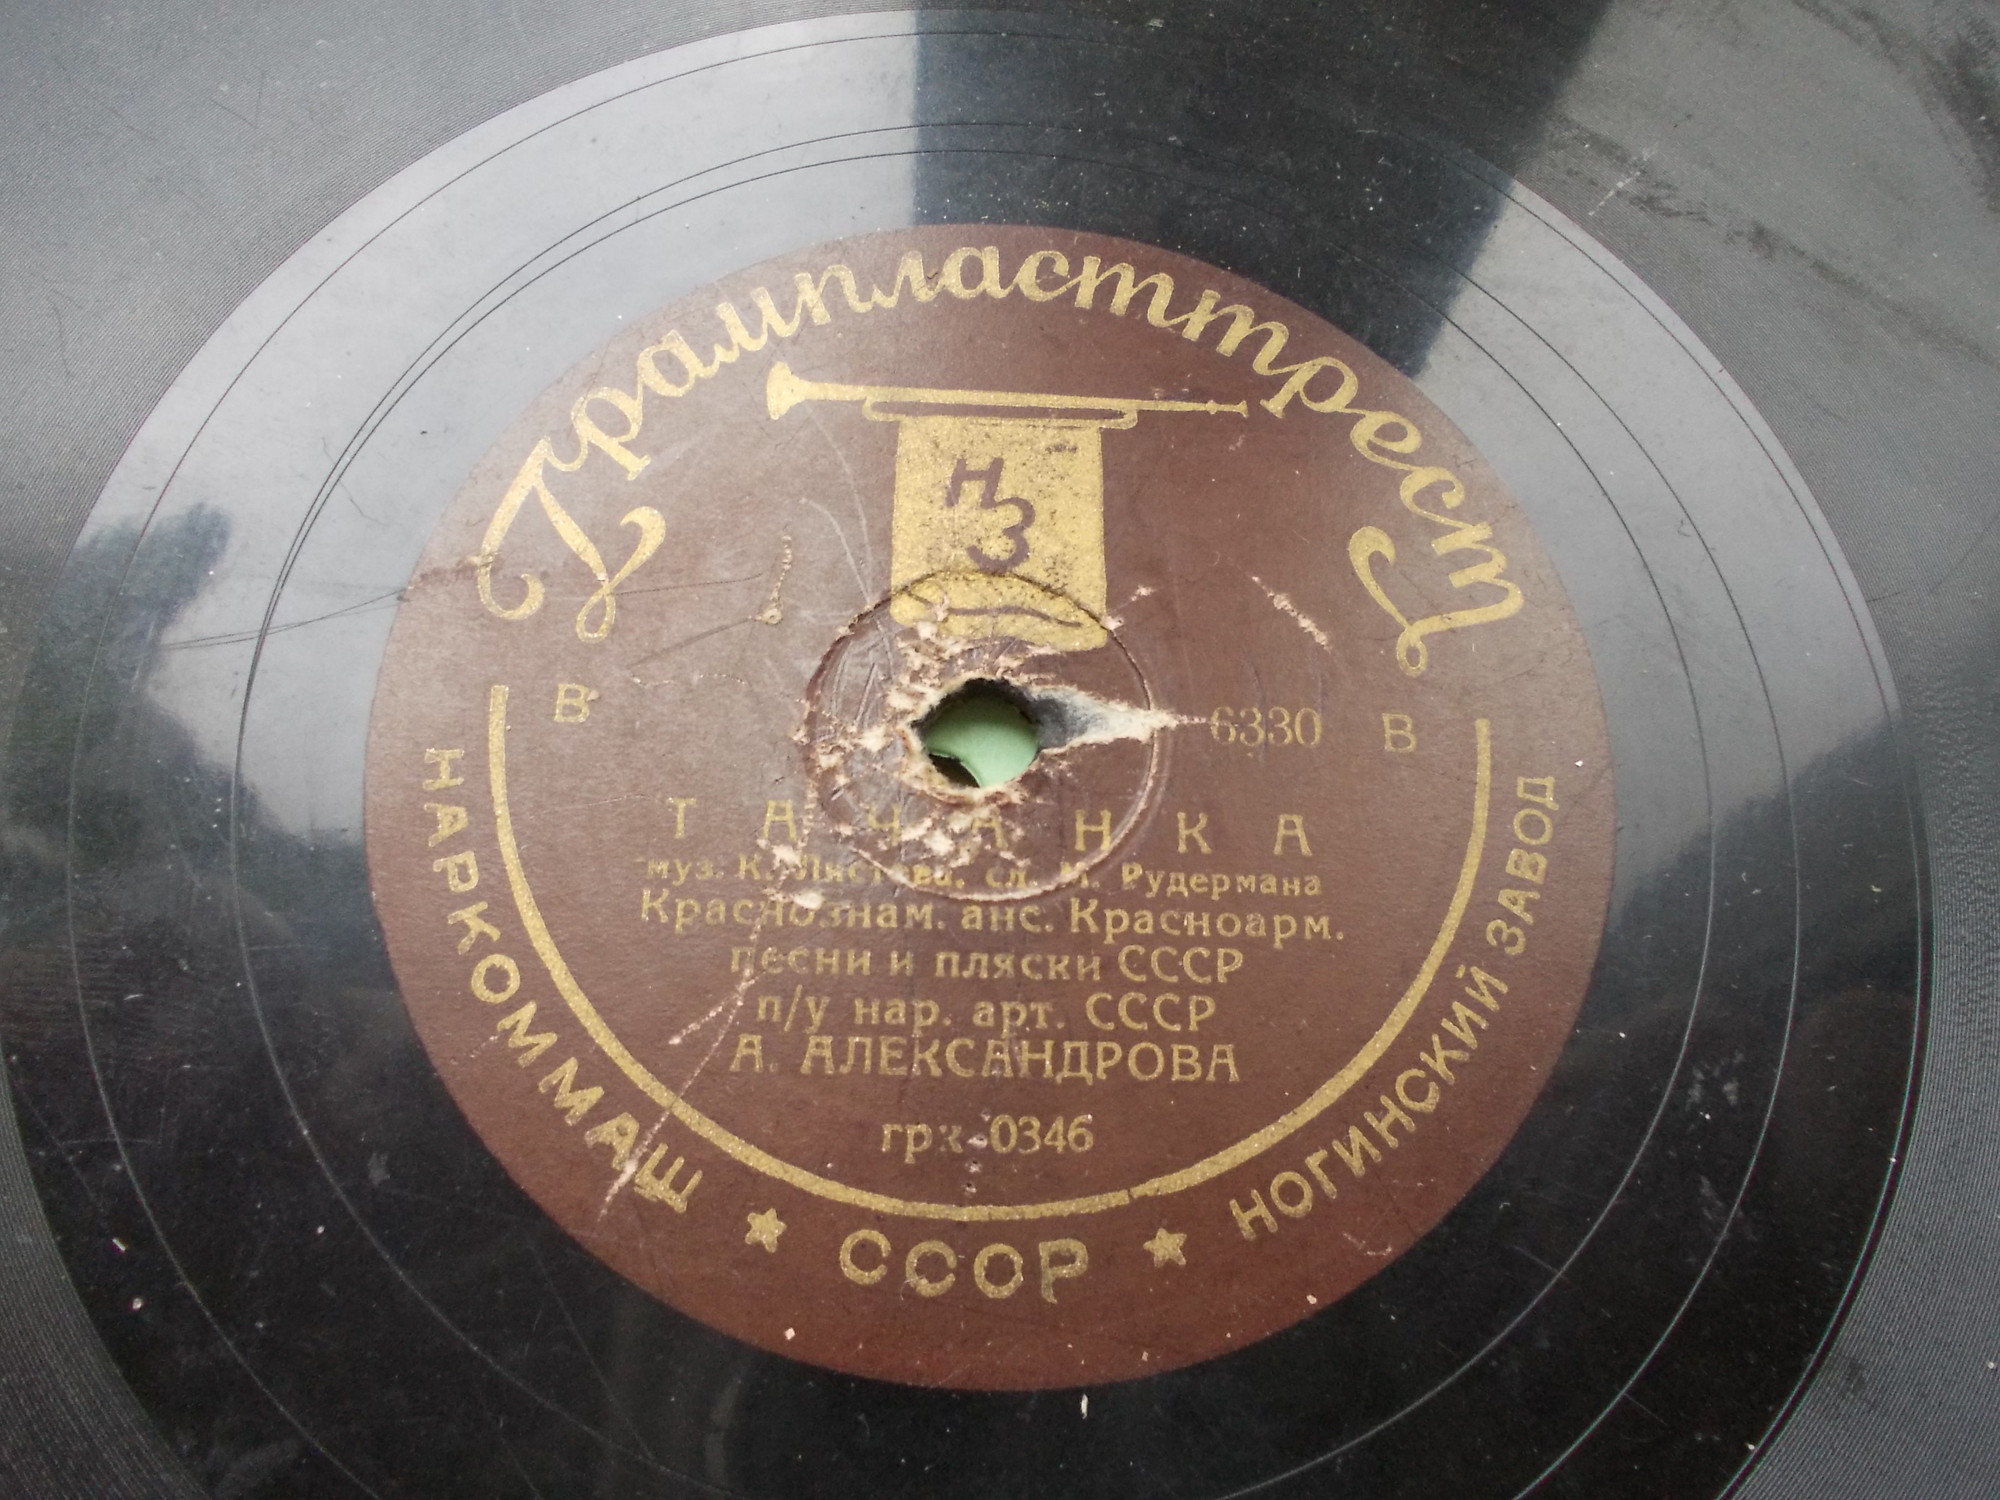 Грампласттрест
НЗ
В 6330 В
ТАЧАНКА
муз. К. Листова, сл. М. Рудермана
Краснознам. анс. Красноарм.
песни и пляски СССР
п/у нар. арт. СССР
А. АЛЕКСАНДРОВА
грк-0346
НАРКОММАШ ★ СССР ★ НОГИНСКИЙ ЗАВОД